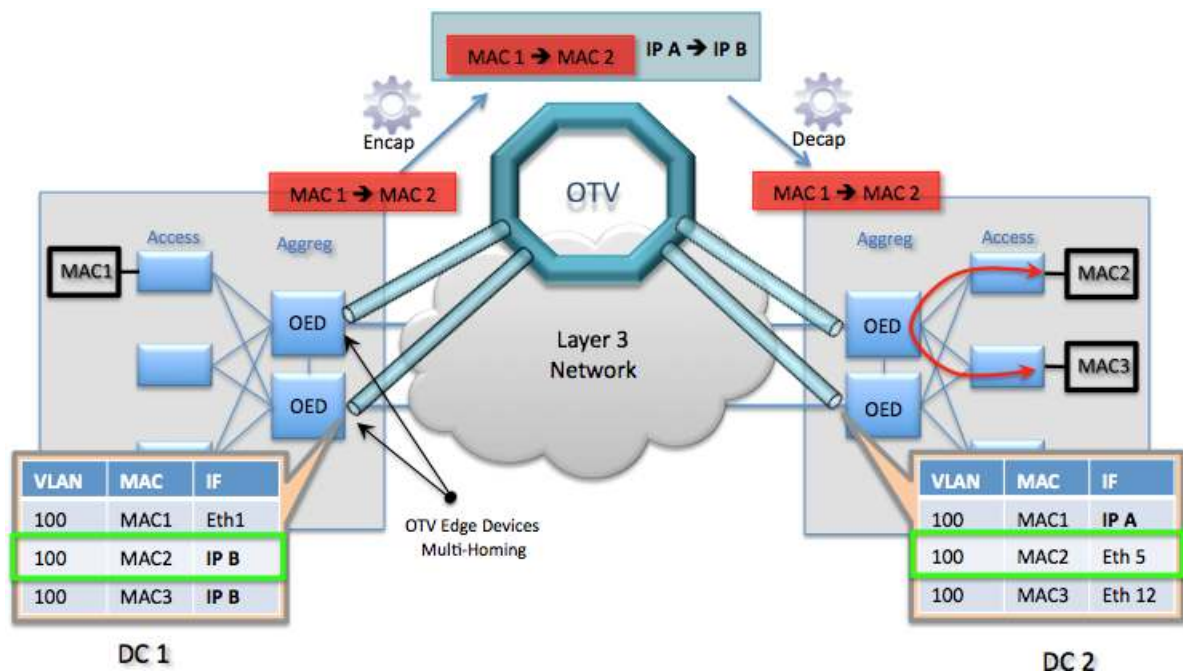 MAC 1 ➔ MAC 2 IP A ➔ IP B
Encap
Decap
MAC 1 ➔ MAC 2
OTV
MAC 1 ➔ MAC 2
Access
Aggreg
Aggreg
Access
MAC1
OED
OED
MAC2
Layer 3
Network
MAC3
OED
OED
VLAN MAC IF
100 MAC1 Eth1
100 MAC2 IP B
100 MAC3 IP B
OTV Edge Devices
Multi-Homing
VLAN MAC IF
100 MAC1 IP A
100 MAC2 Eth 5
100 MAC3 Eth 12
DC 1
DC 2